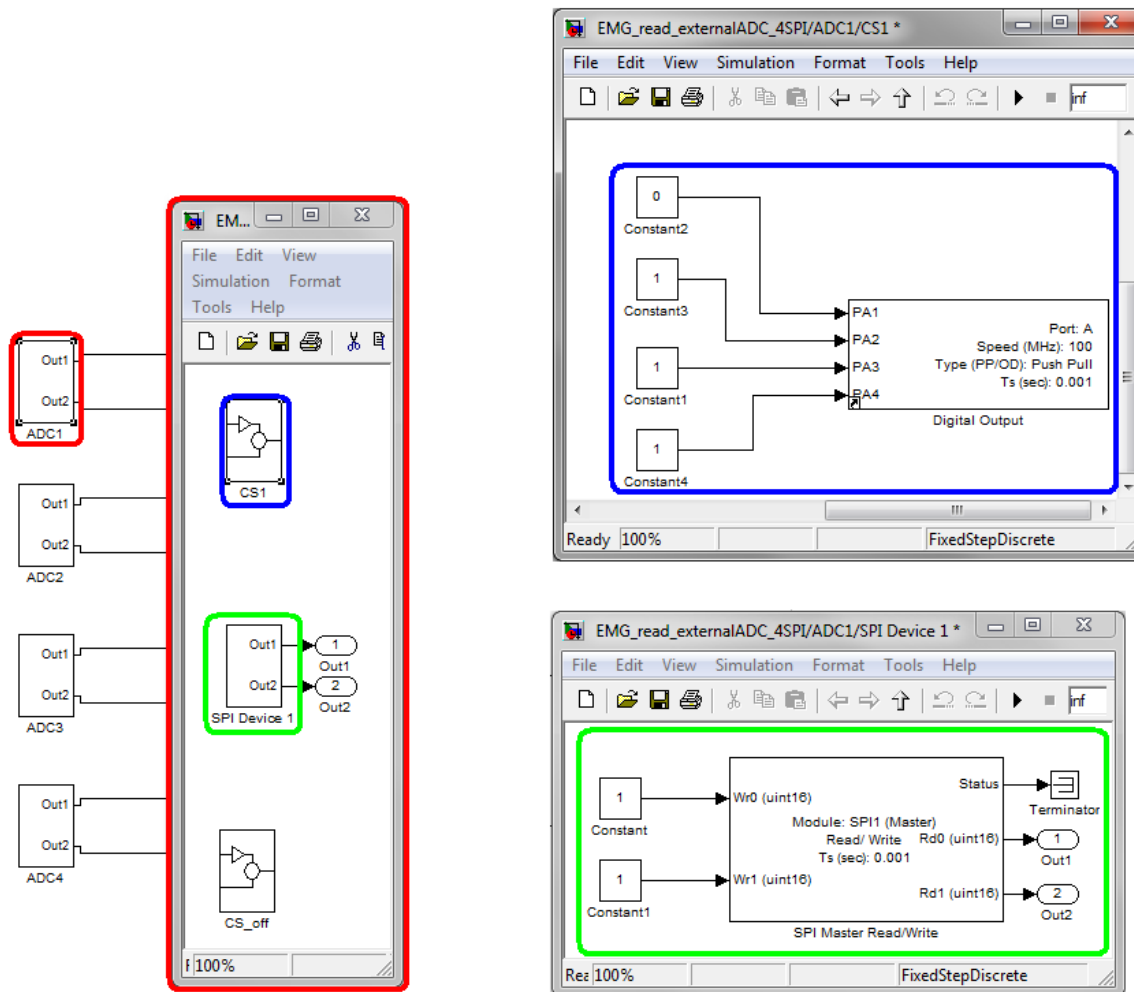 Out1
Out2
ADC1
Out1
Out2
ADC2
Out1
Out2
ADC3
Out1
Out2
ADC4
EM...
File Edit View
Simulation Format
Tools Help
CS1
Out1
Out2
SPI Device 1
1
Out1
2
Out2
CS_off
100%
EMG_read_externalADC_4SPI/ADC1/CS1 *
File Edit View Simulation Format Tools Help
inf
0
Constant2
1
Constant3
1
Constant1
1
Constant4
PA1
PA2
PA3
PA4
Port: A
Speed (MHz): 100
Type (PP/OD): Push Pull
Ts (sec): 0.001
Digital Output
Ready 100% FixedStepDiscrete
EMG_read_externalADC_4SPI/ADC1/SPI Device 1 *
File Edit View Simulation Format Tools Help
inf
1
Constant
1
Constant1
Wr0 (uint16)
Wr1 (uint16)
Module: SPI1 (Master)
Read/ Write
Ts (sec): 0.001
Status
Rd0 (uint16)
Rd1 (uint16)
SPI Master Read/Write
Terminator
1
Out1
2
Out2
Rea 100% FixedStepDiscrete